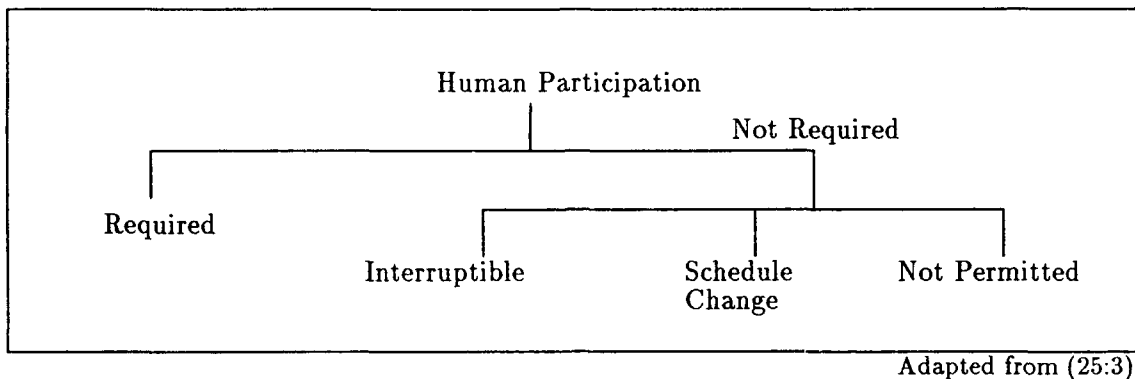 Human Participation
Not Required
Required
Interruptible
Schedule
Change
Not Permitted
Adapted from (25:3)